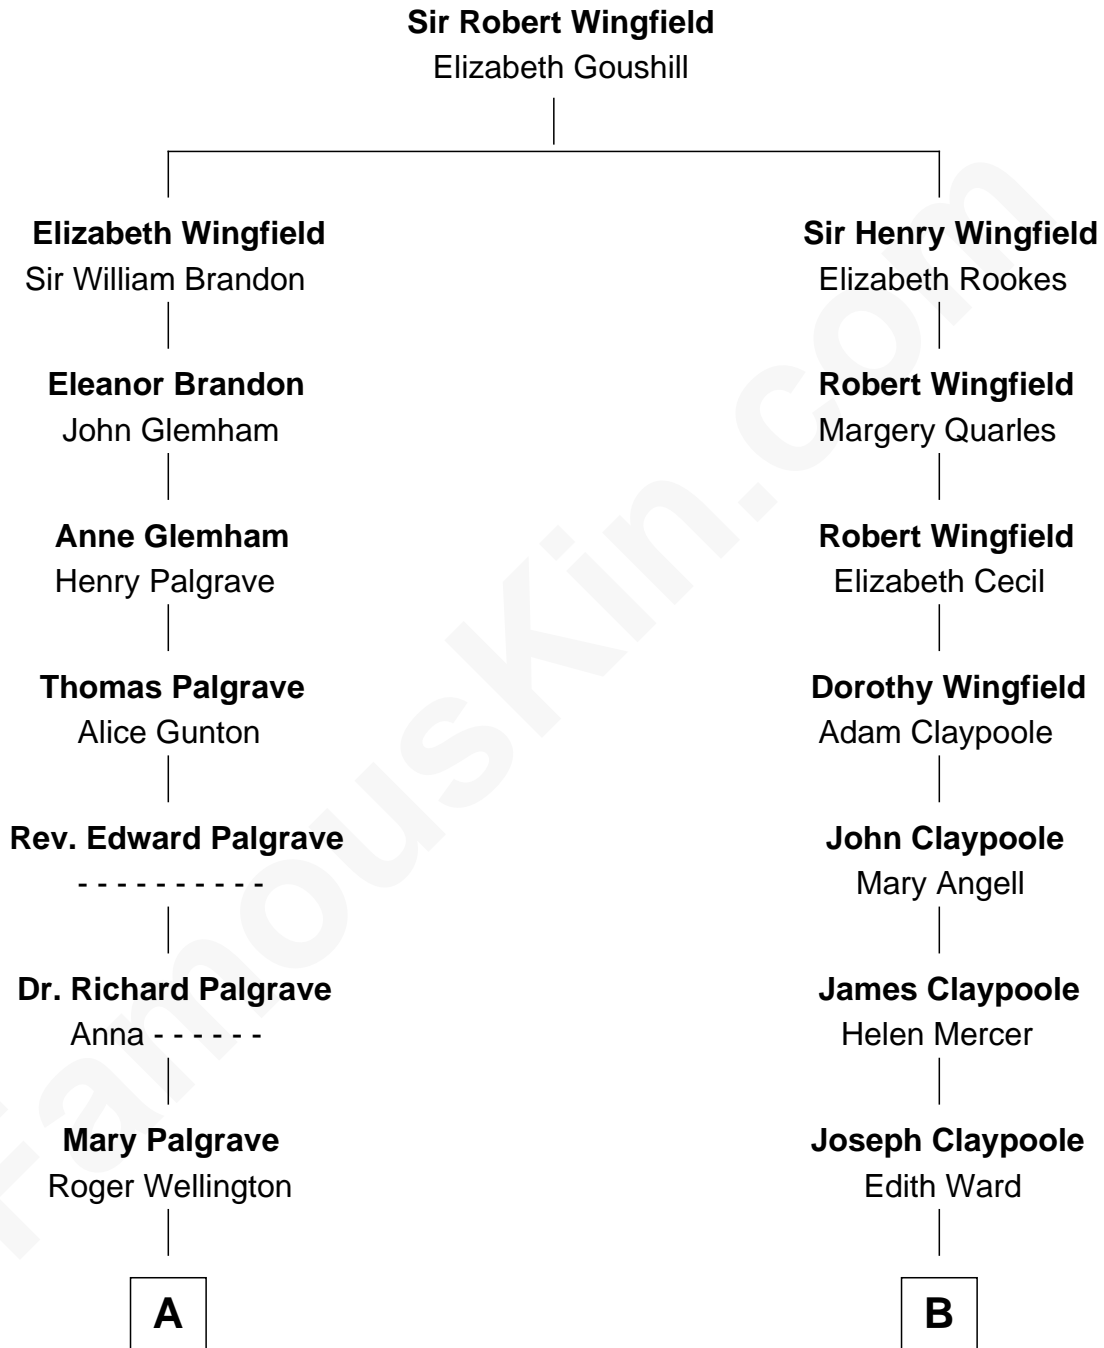 Sir Robert Wingfield
Elizabeth Goushill
Elizabeth Wingfield
Sir William Brandon
Eleanor Brandon
John Glemham
Anne Glemham
Henry Palgrave
Thomas Palgrave
Alice Gunton
Rev. Edward Palgrave
- - - - - - - - - -
Dr. Richard Palgrave
Anna - - - - - -
Mary Palgrave
Roger Wellington
A
Sir Henry Wingfield
Elizabeth Rookes
Robert Wingfield
Margery Quarles
Robert Wingfield
Elizabeth Cecil
Dorothy Wingfield
Adam Claypoole
John Claypoole
Mary Angell
James Claypoole
Helen Mercer
Joseph Claypoole
Edith Ward
B
FamousKin.com